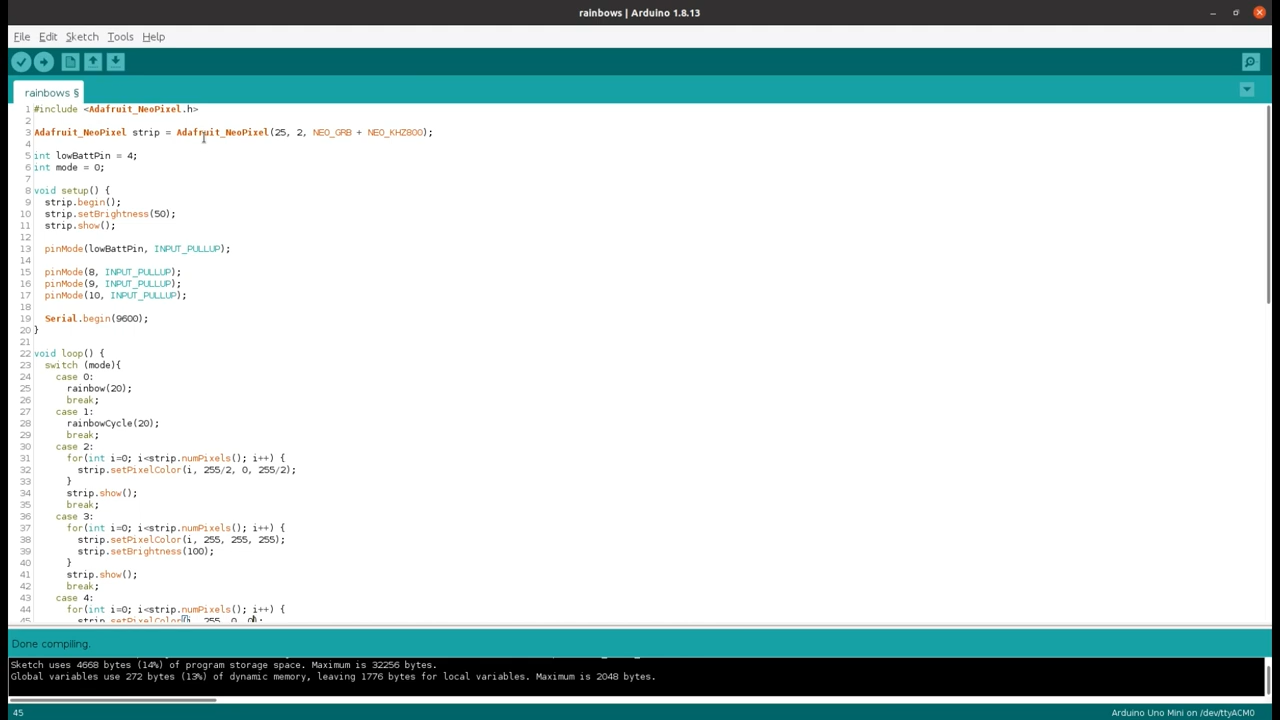 rainbows | Arduino 1.8.13
File Edit Sketch Tools Help
rainbows §
1 #include <Adafruit_NeoPixel.h>
2
3 Adafruit_NeoPixel strip = Adafruit_NeoPixel(25, 2, NEO_GRB + NEO_KHZ800);
4
5 int lowBattPin = 4;
6 int mode = 0;
7
8 void setup() {
9   strip.begin();
10   strip.setBrightness(50);
11   strip.show();
12
13   pinMode(lowBattPin, INPUT_PULLUP);
14
15   pinMode(8, INPUT_PULLUP);
16   pinMode(9, INPUT_PULLUP);
17   pinMode(10, INPUT_PULLUP);
18
19   Serial.begin(9600);
20 }
21
22 void loop() {
23   switch (mode){
24     case 0:
25       rainbow(20);
26       break;
27     case 1:
28       rainbowCycle(20);
29       break;
30     case 2:
31       for(int i=0; i<strip.numPixels(); i++) {
32         strip.setPixelColor(i, 255/2, 0, 255/2);
33       }
34       strip.show();
35       break;
36     case 3:
37       for(int i=0; i<strip.numPixels(); i++) {
38         strip.setPixelColor(i, 255, 255, 255);
39         strip.setBrightness(100);
40       }
41       strip.show();
42       break;
43     case 4:
44       for(int i=0; i<strip.numPixels(); i++) {
45         strip.setPixelColor(i, 255, 0, 0);
Done compiling.
Sketch uses 4668 bytes (14%) of program storage space. Maximum is 32256 bytes.
Global variables use 272 bytes (13%) of dynamic memory, leaving 1776 bytes for local variables. Maximum is 2048 bytes.
45 Arduino Uno Mini on /dev/ttyACM0